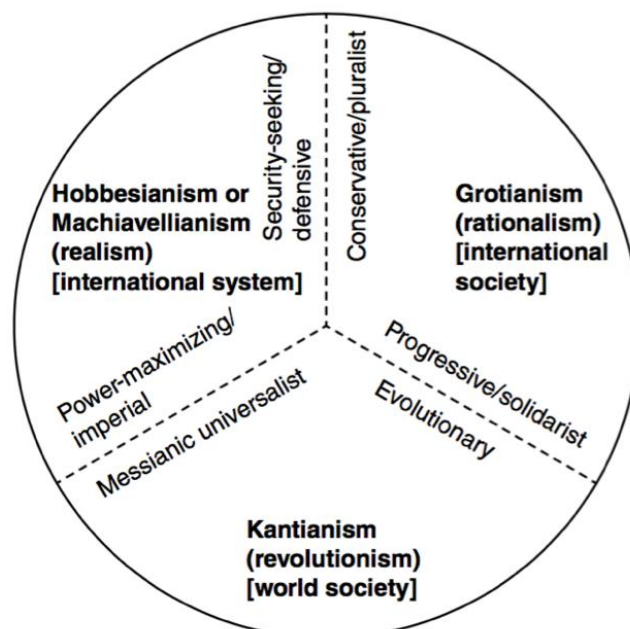 Security-seeking/
defensive
Conservative/pluralist
Hobbesianism or
Machiavellianism
(realism)
[international system]
Grotianism
(rationalism)
[international
society]
Power-maximizing/
imperial
Messianic universalist
Progressive/solidarist
Evolutionary
Kantianism
(revolutionism)
[world society]